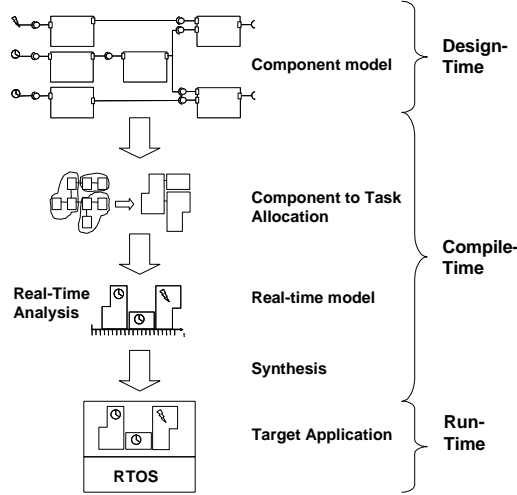 Design-
Time
Component model
Component to Task
Allocation
Compile-
Time
Real-Time
Analysis
Real-time model
t
Synthesis
Target Application
Run-
Time
RTOS